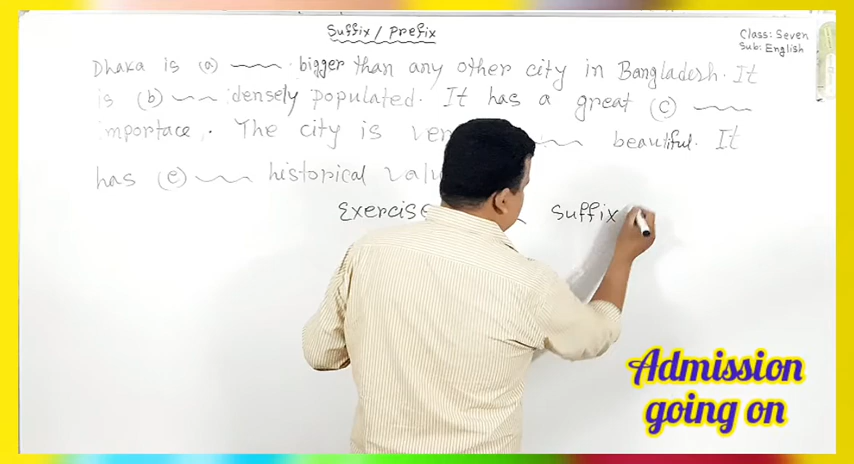 Suffix / Prefix
Class: Seven
Sub: English
Dhaka is (a) bigger than any other city in Bangladesh. It
is (b) densely populated. It has a great (c)
importace. The city is beautiful. It
has (e) historical
Exercise Suffix
Admission
going on